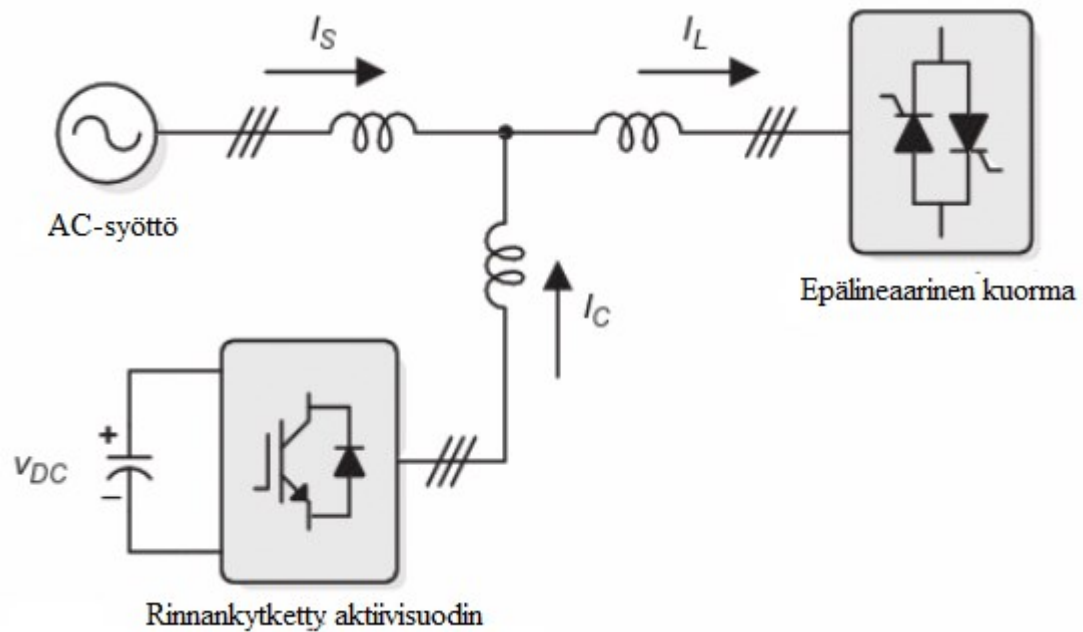 I_S
I_L
AC-syöttö
Epälineaarinen kuorma
I_C
+
v_DC
−
Rinnankytketty aktiivisuodin